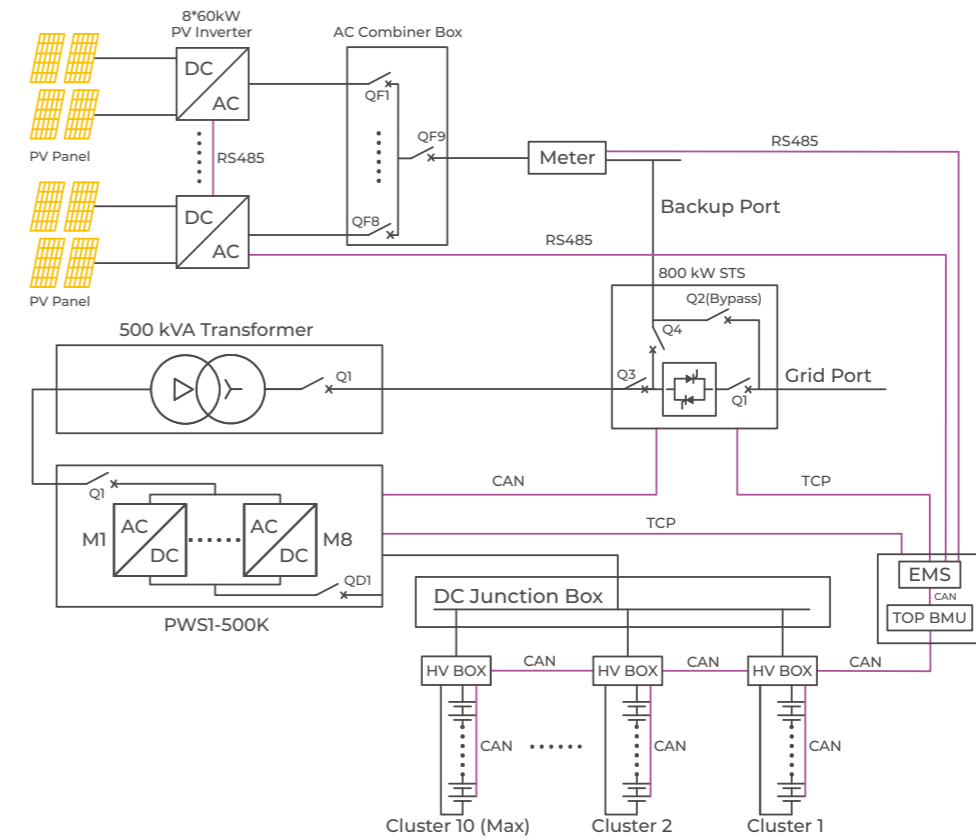 8*60kW
PV Inverter
AC Combiner Box
DC
AC
QF1
QF9
RS485
PV Panel
Meter
RS485
Backup Port
DC
AC
QF8
RS485
PV Panel
800 kW STS
Q2(Bypass)
Q4
500 kVA Transformer
Q1
Q3
Q1
Grid Port
Q1
CAN
TCP
M1
AC
DC
AC
DC
M8
TCP
QD1
PWS1-500K
EMS
CAN
TOP BMU
DC Junction Box
HV BOX
CAN
HV BOX
CAN
HV BOX
CAN
CAN
CAN
CAN
Cluster 10 (Max)
Cluster 2
Cluster 1